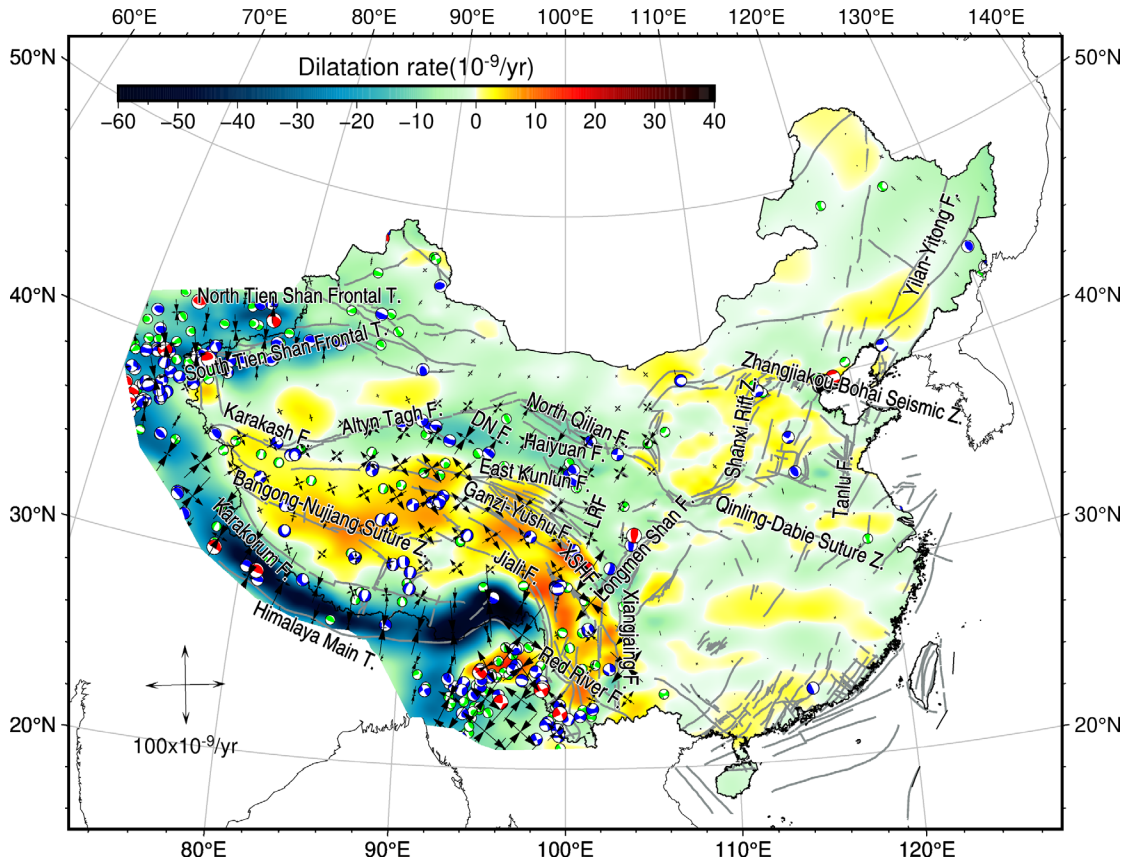 60°E 70°E 80°E 90°E 100°E 110°E 120°E 130°E 140°E
50°N 50°N
Dilatation rate(10⁻⁹/yr)
−60 −50 −40 −30 −20 −10 0 10 20 30 40
Yilan-Yitong F.
40°N 40°N
North Tien Shan Frontal T.
South Tien Shan Frontal T.
Zhangjiakou-Bohai Seismic Z.
Shanxi Rift Z.
North Qilian F.
Karakash F.
Altyn Tagh F.
DN F.
Haiyuan F.
East Kunlun F.
Tanlu F.
Bangong-Nujiang Suture Z.
Ganzi-Yushu F.
LRF
Qinling-Dabie Suture Z.
30°N 30°N
Karakorum F.
Jiali F.
XSHF
Longmen Shan F.
Himalaya Main T.
Xiangjiang F.
Red River F.
20°N 20°N
100x10⁻⁹/yr
80°E 90°E 100°E 110°E 120°E